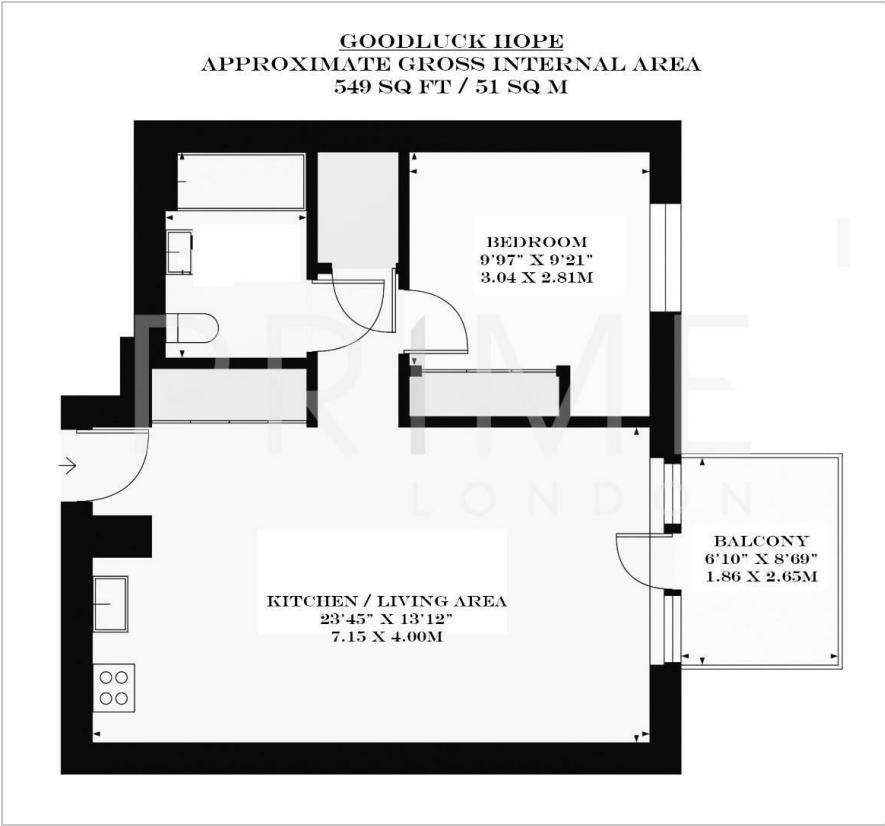 GOODLUCK HOPE
APPROXIMATE GROSS INTERNAL AREA
549 SQ FT / 51 SQ M
BEDROOM
9'97" X 9'21"
3.04 X 2.81M
PRIME
LONDON
BALCONY
6'10" X 8'69"
1.86 X 2.65M
KITCHEN / LIVING AREA
23'45" X 13'12"
7.15 X 4.00M